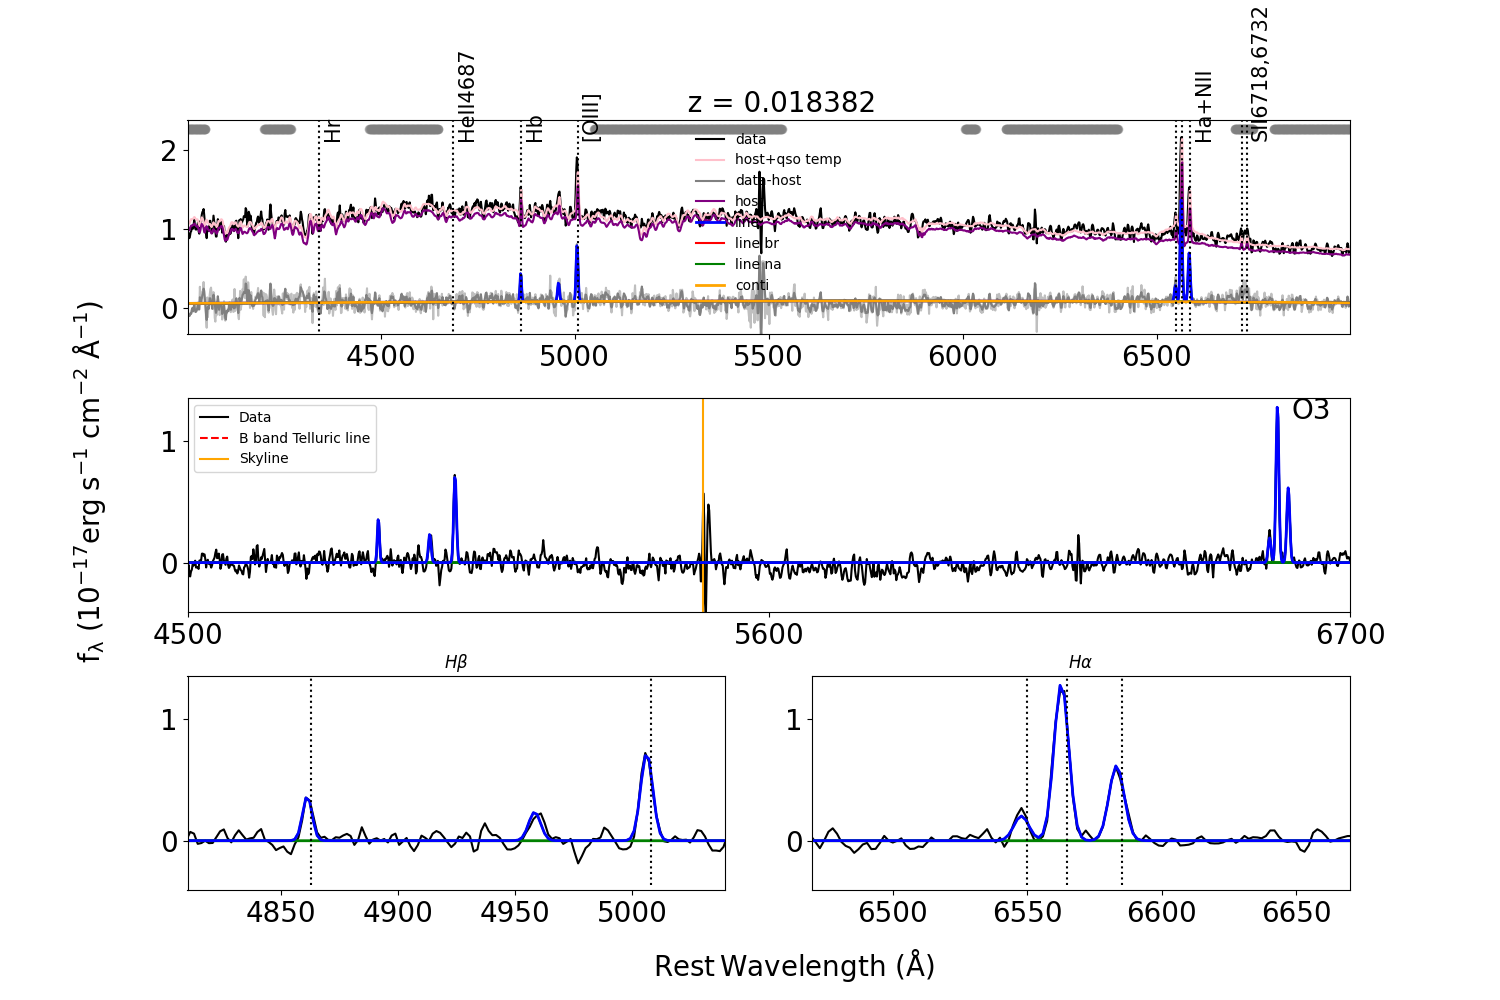 z = 0.018382
Hr
HeII4687
Hb
[OIII]
Ha+NII
SII6718,6732
data
host+qso temp
data-host
host
line
line br
line na
conti
2
1
0
4500 5000 5500 6000 6500
fλ (10−17erg s−1 cm−2 Å−1)
Data
B band Telluric line
Skyline
O3
1
0
4500 5600 6700
Hβ
1
0
4850 4900 4950 5000
Hα
1
0
6500 6550 6600 6650
Rest Wavelength (Å)